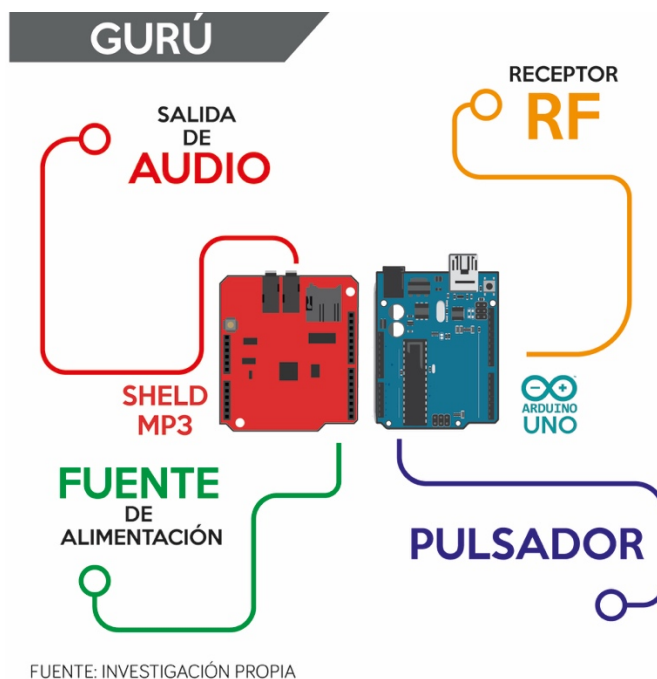 GURÚ
SALIDA
DE
AUDIO
RECEPTOR
RF
SHELD
MP3
ARDUINO
UNO
FUENTE
DE
ALIMENTACIÓN
PULSADOR
FUENTE: INVESTIGACIÓN PROPIA